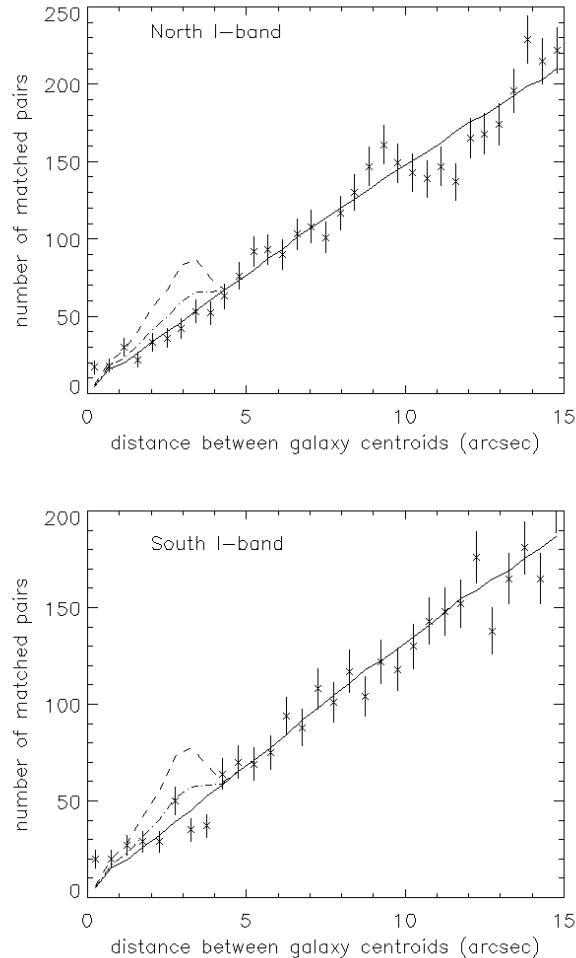 250
North I-band
200
150
100
50
0
0 5 10 15
number of matched pairs
distance between galaxy centroids (arcsec)
200
South I-band
150
100
50
0
0 5 10 15
number of matched pairs
distance between galaxy centroids (arcsec)